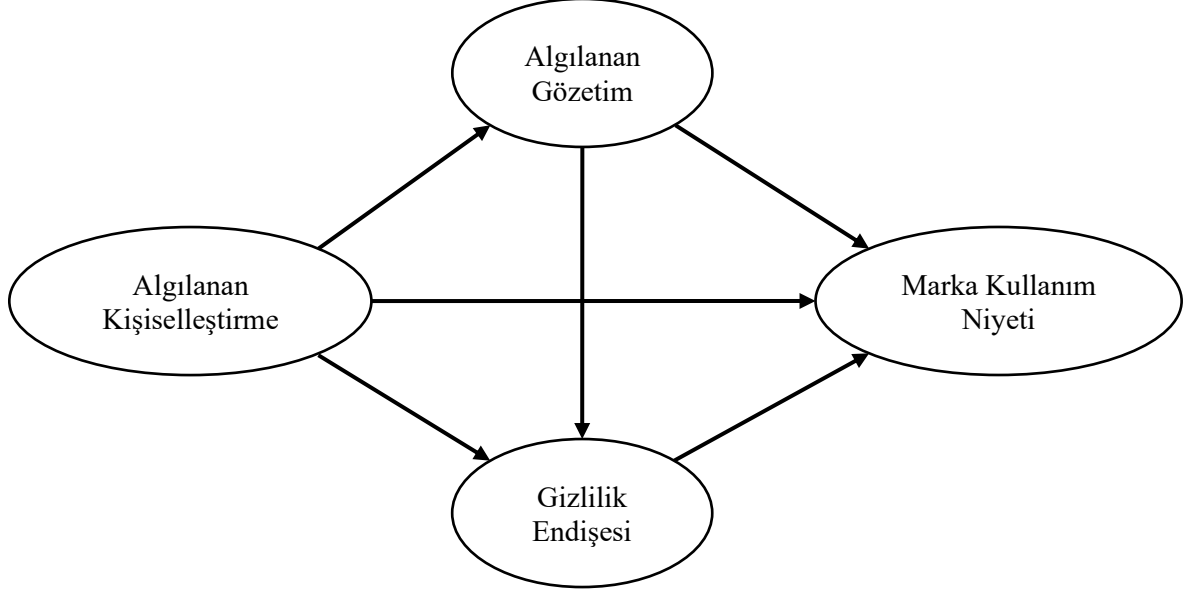 Algılanan
Gözetim
Algılanan
Kişiselleştirme
Marka Kullanım
Niyeti
Gizlilik
Endişesi